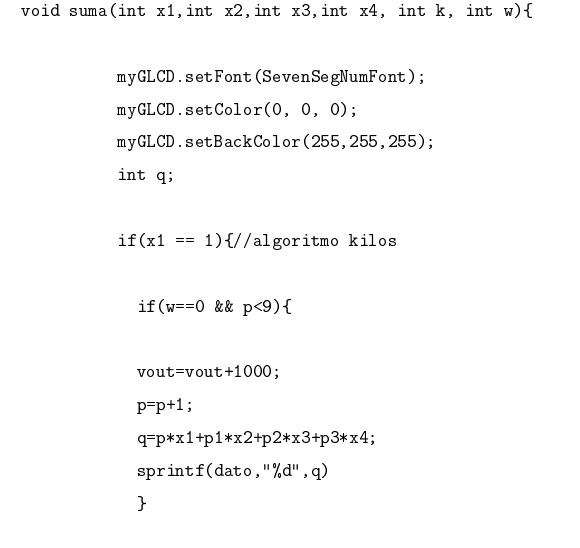 void suma(int x1,int x2,int x3,int x4, int k, int w){
myGLCD.setFont(SevenSegNumFont);
myGLCD.setColor(0, 0, 0);
myGLCD.setBackColor(255,255,255);
int q;
if(x1 == 1){//algoritmo kilos
if(w==0 && p<9){
vout=vout+1000;
p=p+1;
q=p*x1+p1*x2+p2*x3+p3*x4;
sprintf(dato,"%d",q)
}